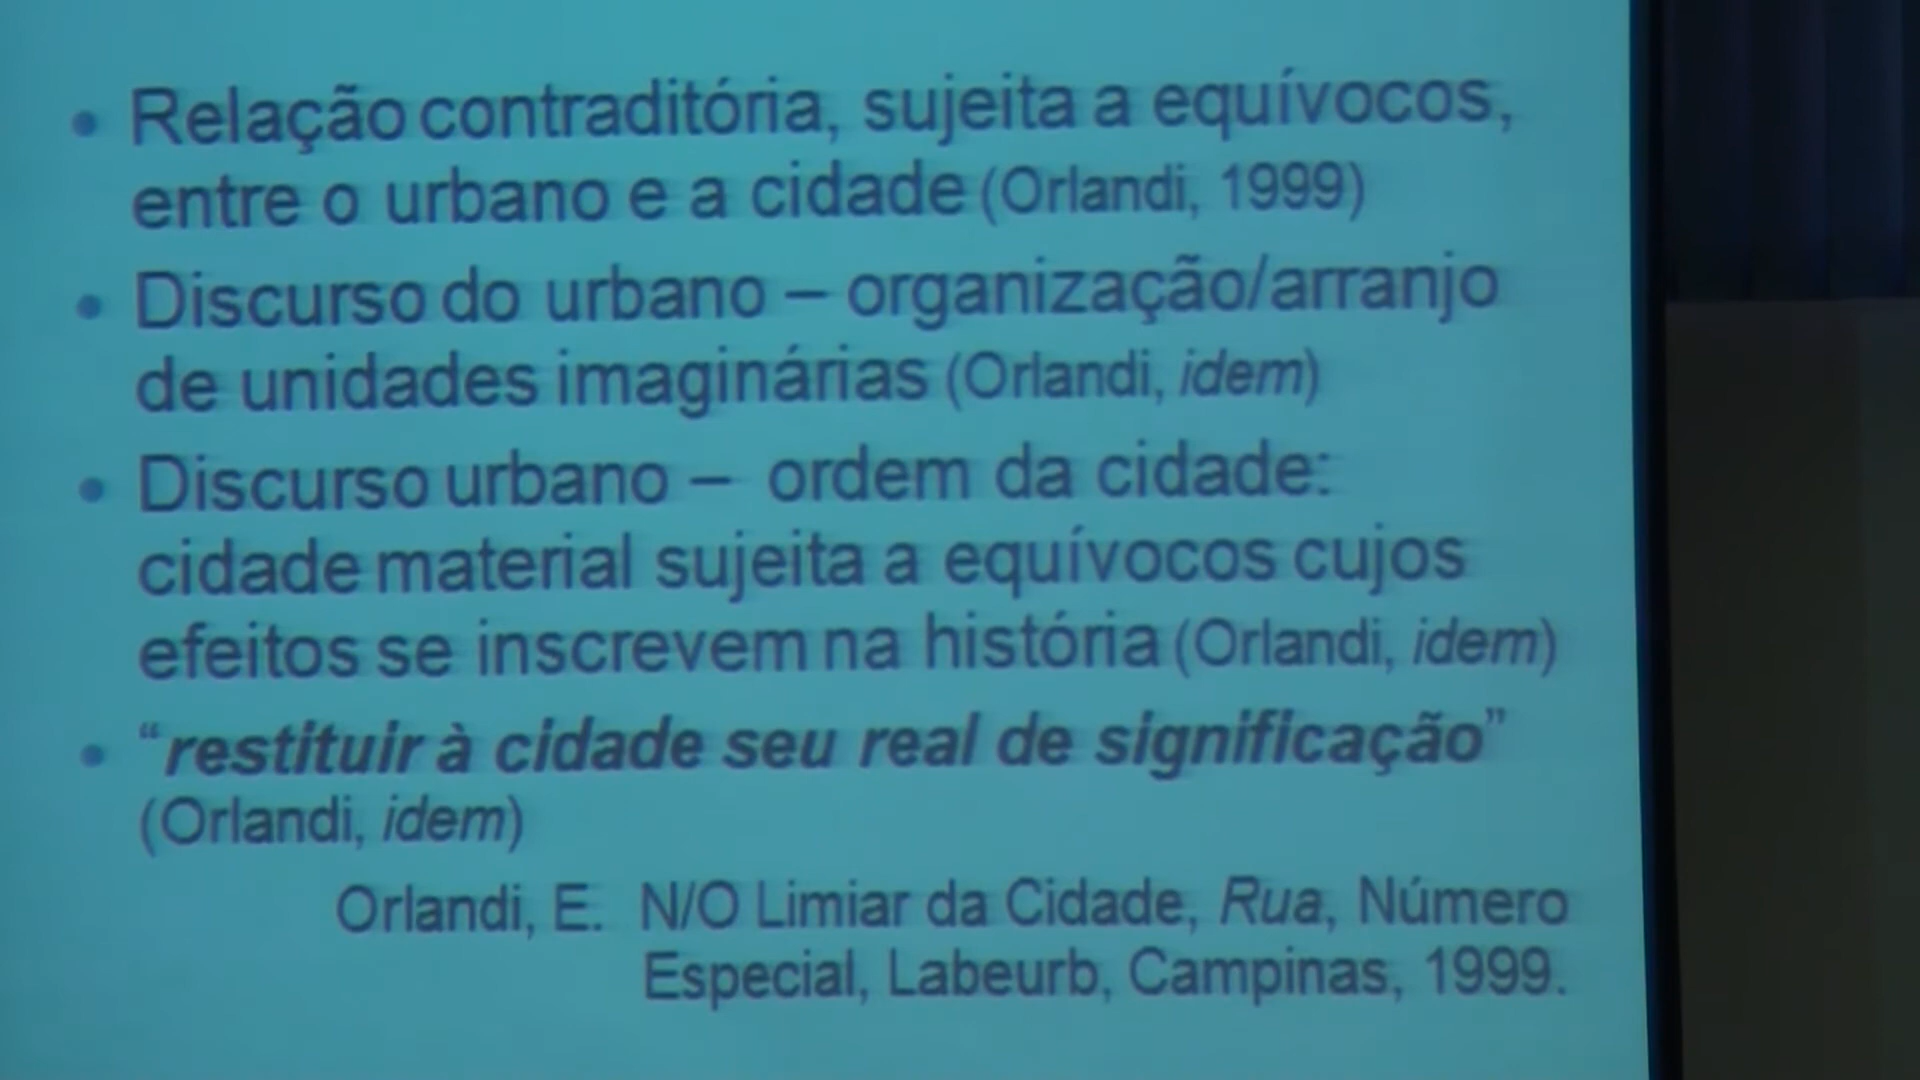 • Relação contraditória, sujeita a equívocos,
entre o urbano e a cidade (Orlandi, 1999)
• Discurso do urbano – organização/arranjo
de unidades imaginárias (Orlandi, idem)
• Discurso urbano – ordem da cidade:
cidade material sujeita a equívocos cujos
efeitos se inscrevem na história (Orlandi, idem)
• “restituir à cidade seu real de significação”
(Orlandi, idem)
Orlandi, E. N/O Limiar da Cidade, Rua, Número
Especial, Labeurb, Campinas, 1999.